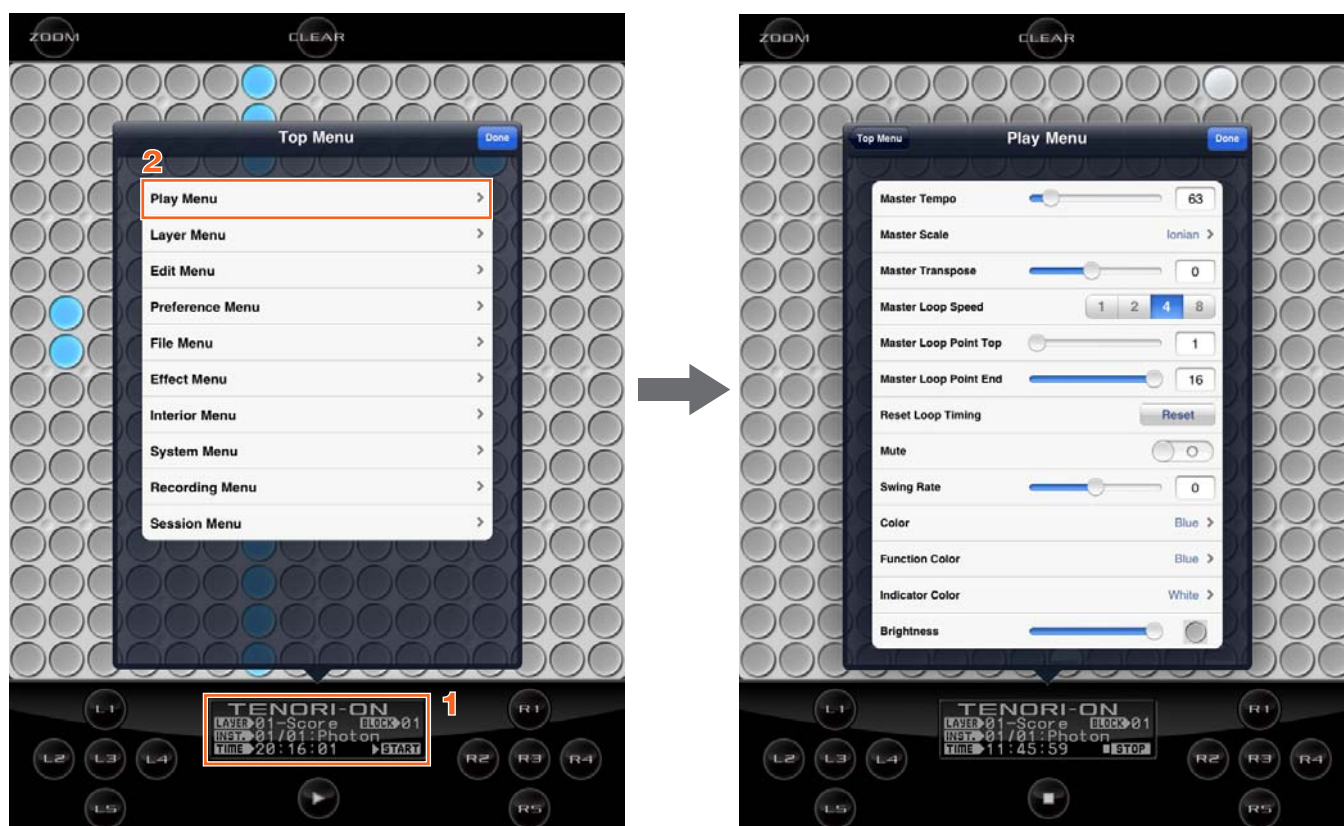 ZOOM
CLEAR
Top Menu
Done
2
Play Menu
Layer Menu
Edit Menu
Preference Menu
File Menu
Effect Menu
Interior Menu
System Menu
Recording Menu
Session Menu
1
TENORI-ON
LAYER 01-Score BLOCK 01
INST. 01/01:Photon
TIME 20:16:01 START
L1
L2
L3
L4
L5
R1
R2
R3
R4
R5
ZOOM
CLEAR
Top Menu
Play Menu
Done
Master Tempo 63
Master Scale Ionian
Master Transpose 0
Master Loop Speed 1 2 4 8
Master Loop Point Top 1
Master Loop Point End 16
Reset Loop Timing Reset
Mute
Swing Rate 0
Color Blue
Function Color Blue
Indicator Color White
Brightness
TENORI-ON
LAYER 01-Score BLOCK 01
INST. 01/01:Photon
TIME 11:45:59 STOP
L1
L2
L3
L4
L5
R1
R2
R3
R4
R5